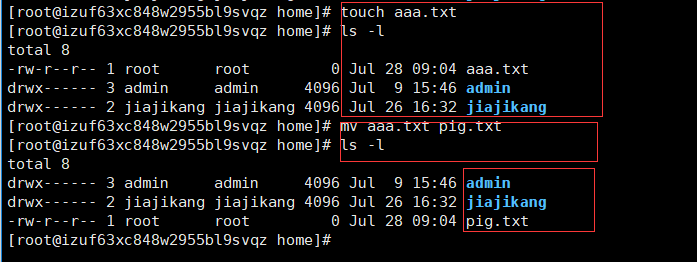 [root@izuf63xc848w2955bl9svqz home]# touch aaa.txt
[root@izuf63xc848w2955bl9svqz home]# ls -l
total 8
-rw-r--r-- 1 root      root         0 Jul 28 09:04 aaa.txt
drwx------ 3 admin     admin     4096 Jul  9 15:46 admin
drwx------ 2 jiajikang jiajikang 4096 Jul 26 16:32 jiajikang
[root@izuf63xc848w2955bl9svqz home]# mv aaa.txt pig.txt
[root@izuf63xc848w2955bl9svqz home]# ls -l
total 8
drwx------ 3 admin     admin     4096 Jul  9 15:46 admin
drwx------ 2 jiajikang jiajikang 4096 Jul 26 16:32 jiajikang
-rw-r--r-- 1 root      root         0 Jul 28 09:04 pig.txt
[root@izuf63xc848w2955bl9svqz home]#